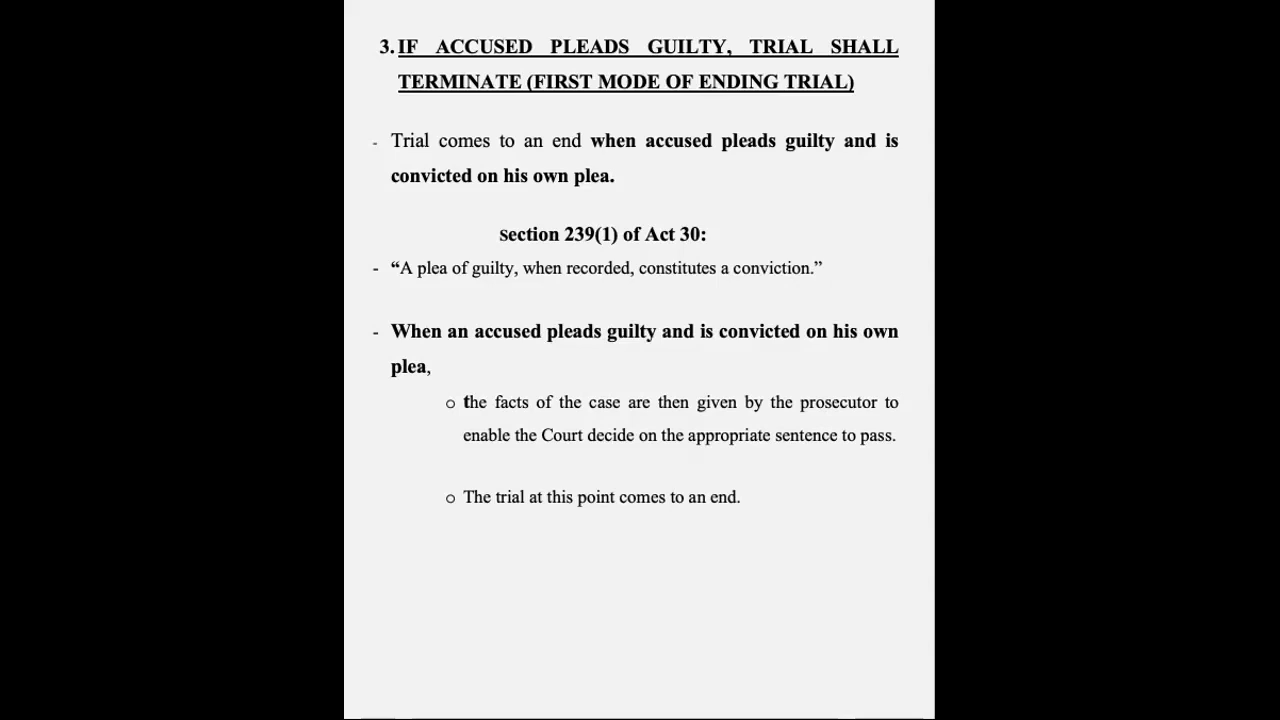 3. IF ACCUSED PLEADS GUILTY, TRIAL SHALL
TERMINATE (FIRST MODE OF ENDING TRIAL)
- Trial comes to an end when accused pleads guilty and is
convicted on his own plea.
section 239(1) of Act 30:
- “A plea of guilty, when recorded, constitutes a conviction.”
- When an accused pleads guilty and is convicted on his own
plea,
o the facts of the case are then given by the prosecutor to
enable the Court decide on the appropriate sentence to pass.
o The trial at this point comes to an end.